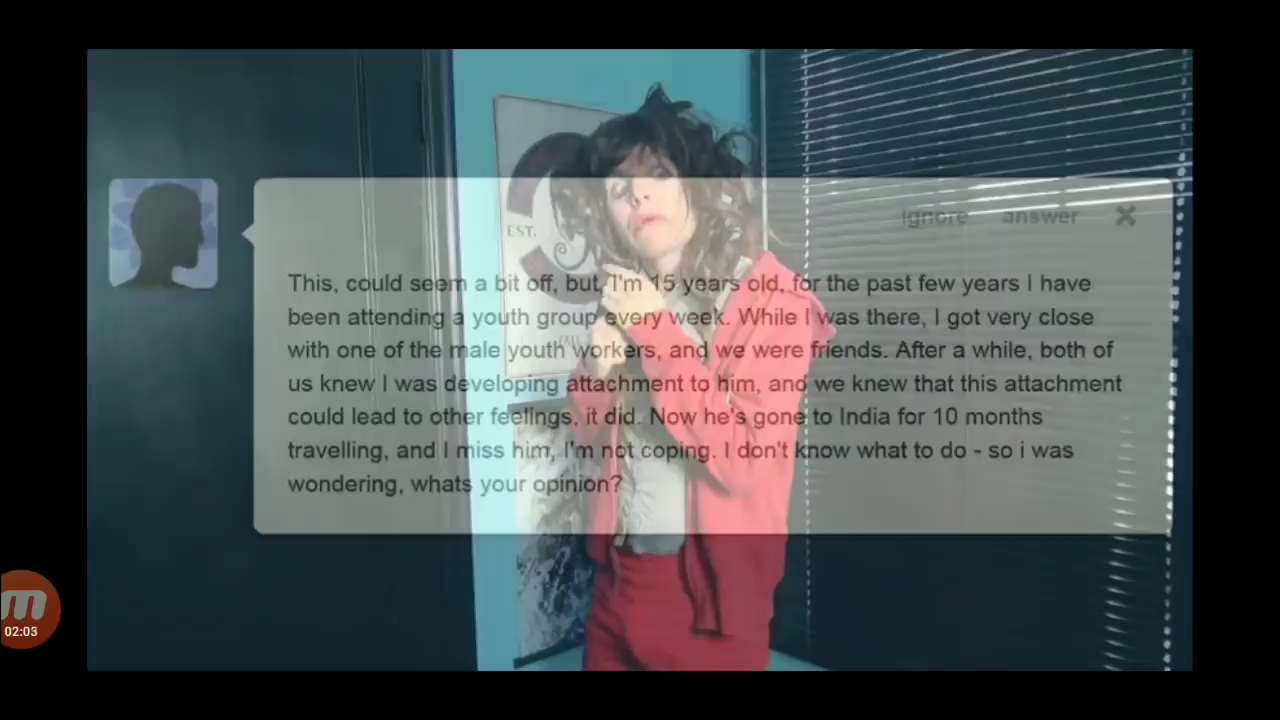 EST.
ignore answer X
This, could seem a bit off, but, I'm 15 years old, for the past few years I have
been attending a youth group every week. While I was there, I got very close
with one of the male youth workers, and we were friends. After a while, both of
us knew I was developing attachment to him, and we knew that this attachment
could lead to other feelings, it did. Now he's gone to India for 10 months
travelling, and I miss him, I'm not coping. I don't know what to do - so i was
wondering, whats your opinion?
02:03